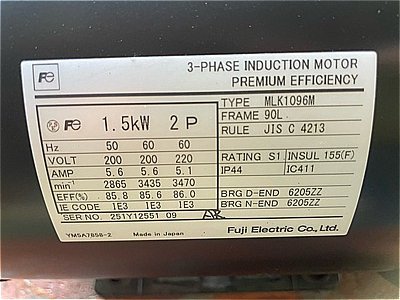 Fe
3-PHASE INDUCTION MOTOR
PREMIUM EFFICIENCY
Fe 1.5kW 2P
TYPE MLK1096M
FRAME 90L
RULE JIS C 4213
Hz 50 60 60
VOLT 200 200 220
AMP 5.6 5.6 5.1
min⁻¹ 2865 3435 3470
EFF(%) 85.8 85.6 86.0
IE CODE IE3 IE3 IE3
SER NO 251Y12551 09
RATING S1 INSUL 155(F)
IP44 IC411
BRG D-END 6205ZZ
BRG N-END 6205ZZ
YMSA7858-2 Made in Japan
Fuji Electric Co., Ltd.